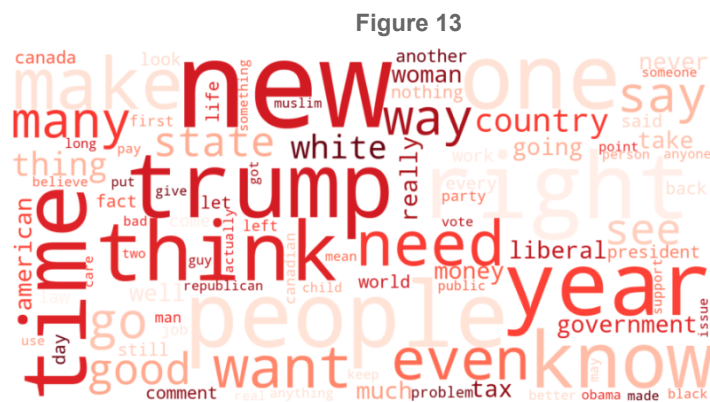 Figure 13
canada look another never
make new one someone
woman nothing
life something muslim say
many first state way country said
long pay white going take
thing trump work point person anyone
believe put give got really right
american fact let every back
time bad think left party see
two actually need vote liberal president
care guy mean canadian
republican world money year support
law well child public
use man job people government issue
day go still
good want even know
keep may
comment real anything much problem tax better obama made black
come